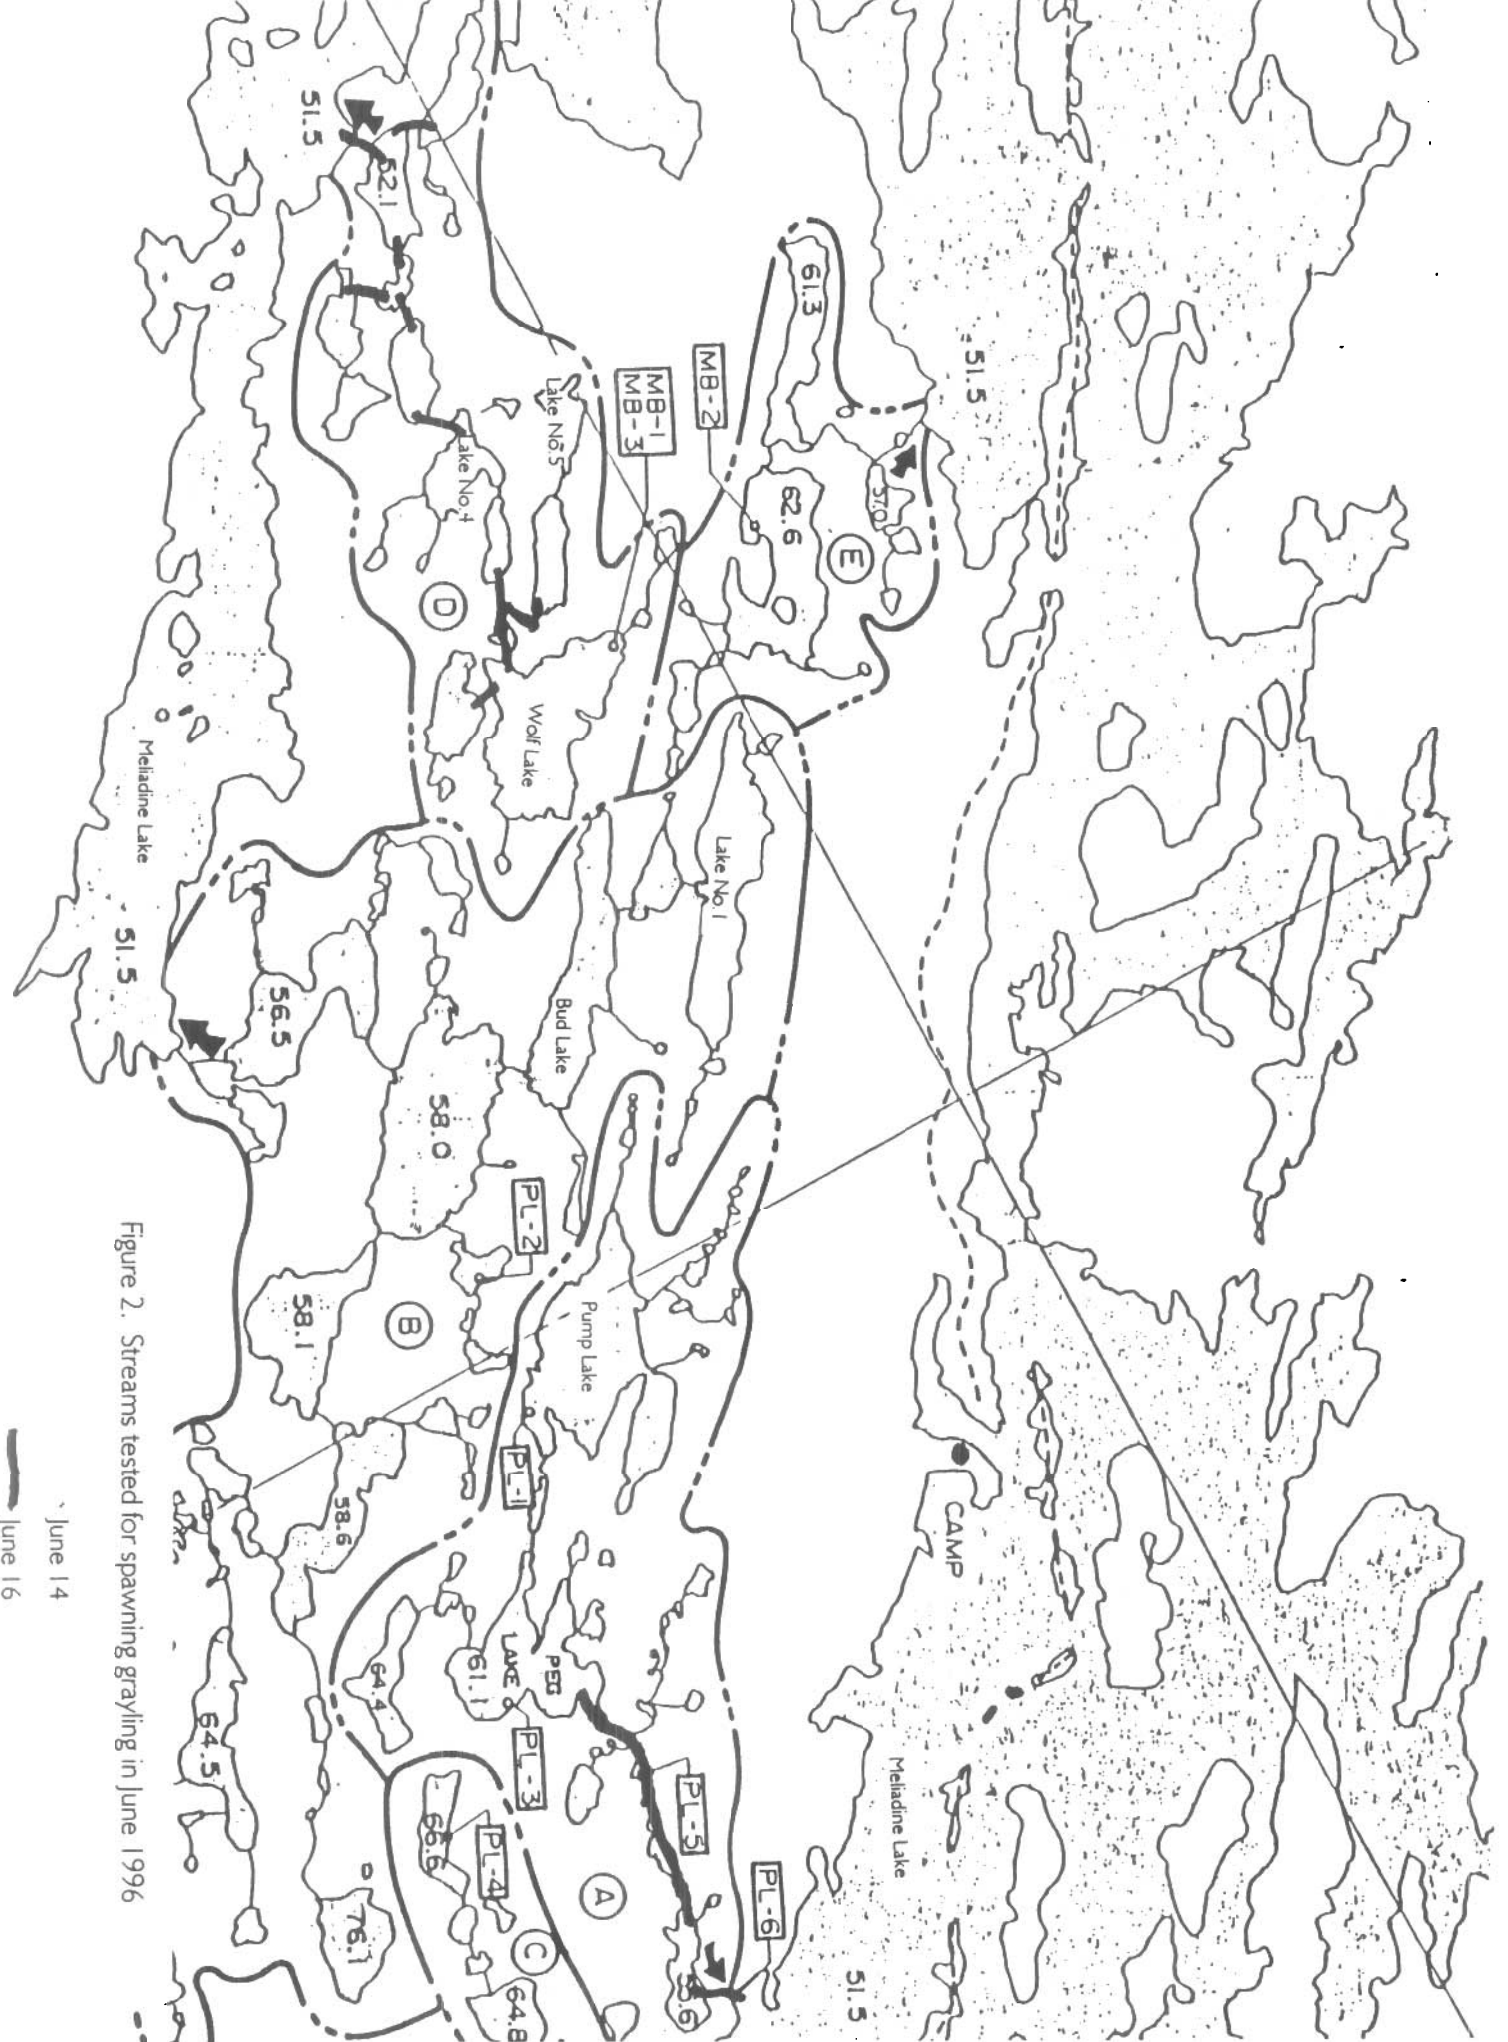 51.5
52.1
61.3
51.5
MB-2
MB-1
MB-3
Lake No.5
Lake No.4
57.0
62.6
E
D
Wolf Lake
Meliadine Lake
51.5
Lake No.1
Bud Lake
56.5
58.0
PL-2
B
58.1
Pump Lake
PL-1
58.6
CAMP
PEG
LAKE
61.1
64.4
64.5
PL-3
PL-5
PL-4
66.6
PL-6
A
C
76.1
64.8
Meliadine Lake
51.5
Figure 2. Streams tested for spawning grayling in June 1996
June 14
June 16